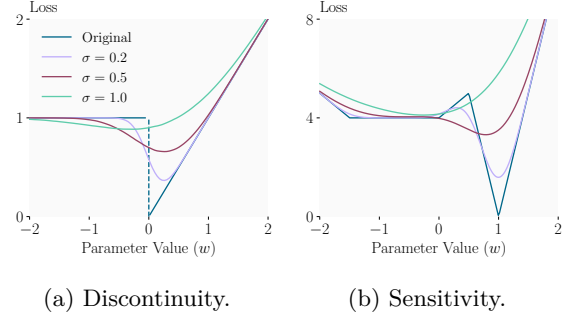 Loss
2
1
0
Original
σ = 0.2
σ = 0.5
σ = 1.0
−2 −1 0 1 2
Parameter Value (w)
(a) Discontinuity.
Loss
8
4
0
−2 −1 0 1 2
Parameter Value (w)
(b) Sensitivity.